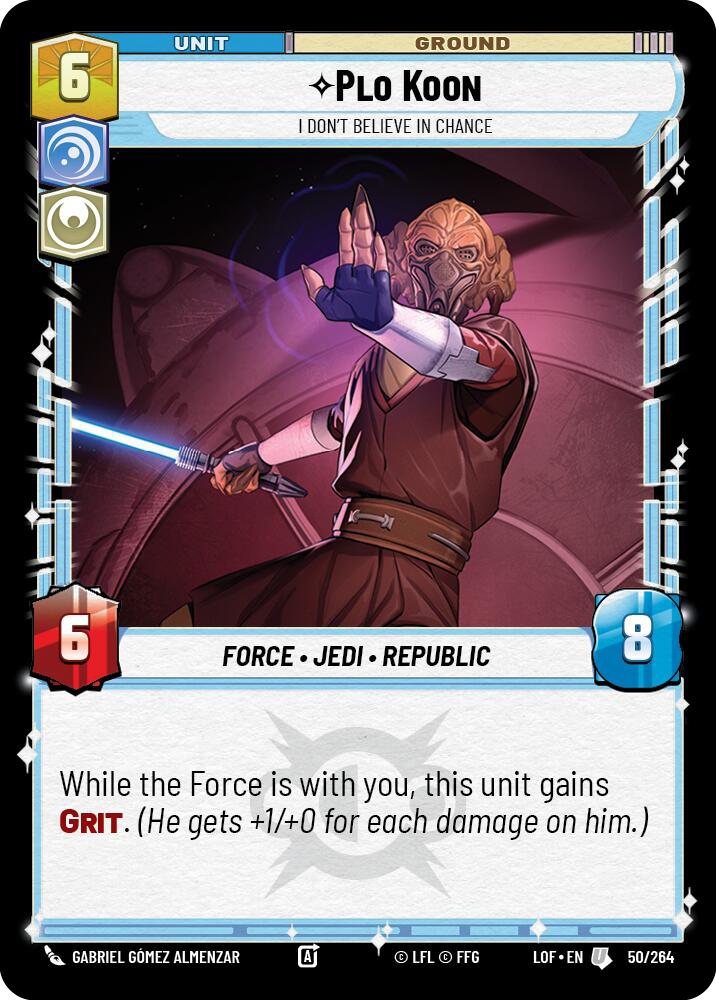 UNIT
GROUND
6
PLO KOON
I DON'T BELIEVE IN CHANCE
6
FORCE • JEDI • REPUBLIC
8
While the Force is with you, this unit gains
GRIT. (He gets +1/+0 for each damage on him.)
GABRIEL GÓMEZ ALMENZAR
A
© LFL © FFG
LOF • EN
U
50/264